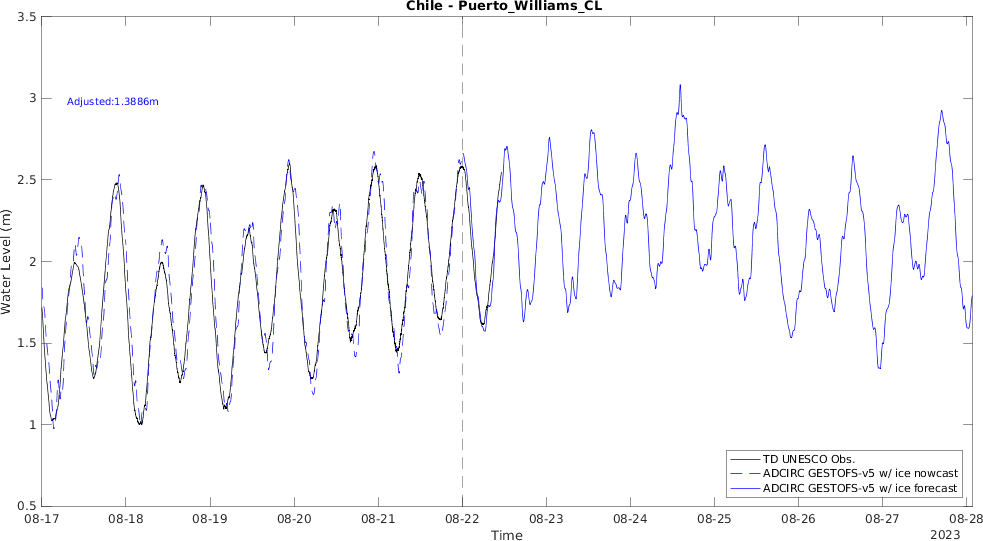 Chile - Puerto_Williams_CL
3.5
3
2.5
2
1.5
1
0.5
Water Level (m)
Adjusted:1.3886m
TD UNESCO Obs.
ADCIRC GESTOFS-v5 w/ ice nowcast
ADCIRC GESTOFS-v5 w/ ice forecast
08-17 08-18 08-19 08-20 08-21 08-22 08-23 08-24 08-25 08-26 08-27 08-28
Time
2023